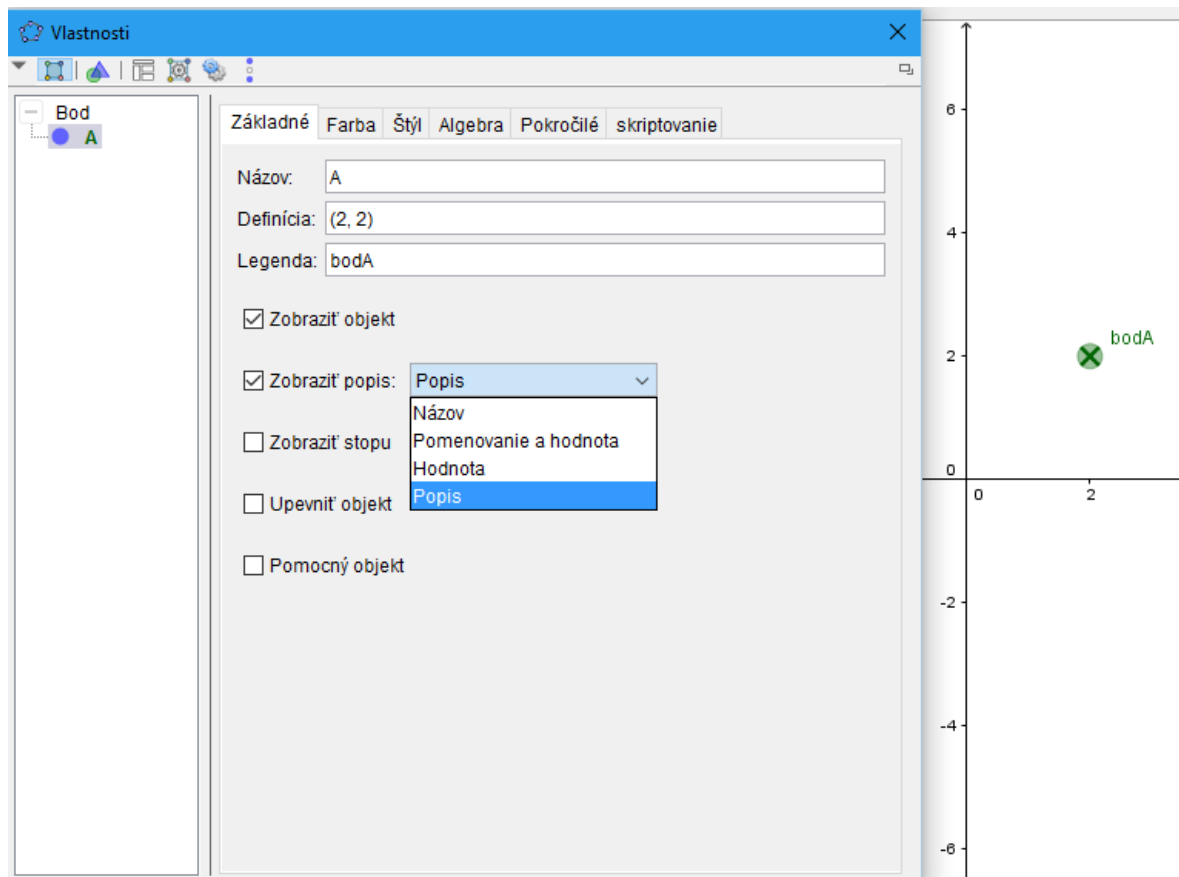 Vlastnosti
Bod
A
Základné Farba Štýl Algebra Pokročilé skriptovanie
Názov: A
Definícia: (2, 2)
Legenda: bodA
Zobraziť objekt
Zobraziť popis: Popis
Názov
Pomenovanie a hodnota
Hodnota
Popis
Zobraziť stopu
Upevniť objekt
Pomocný objekt
6
4
bodA
2
0
0 2
-2
-4
-6